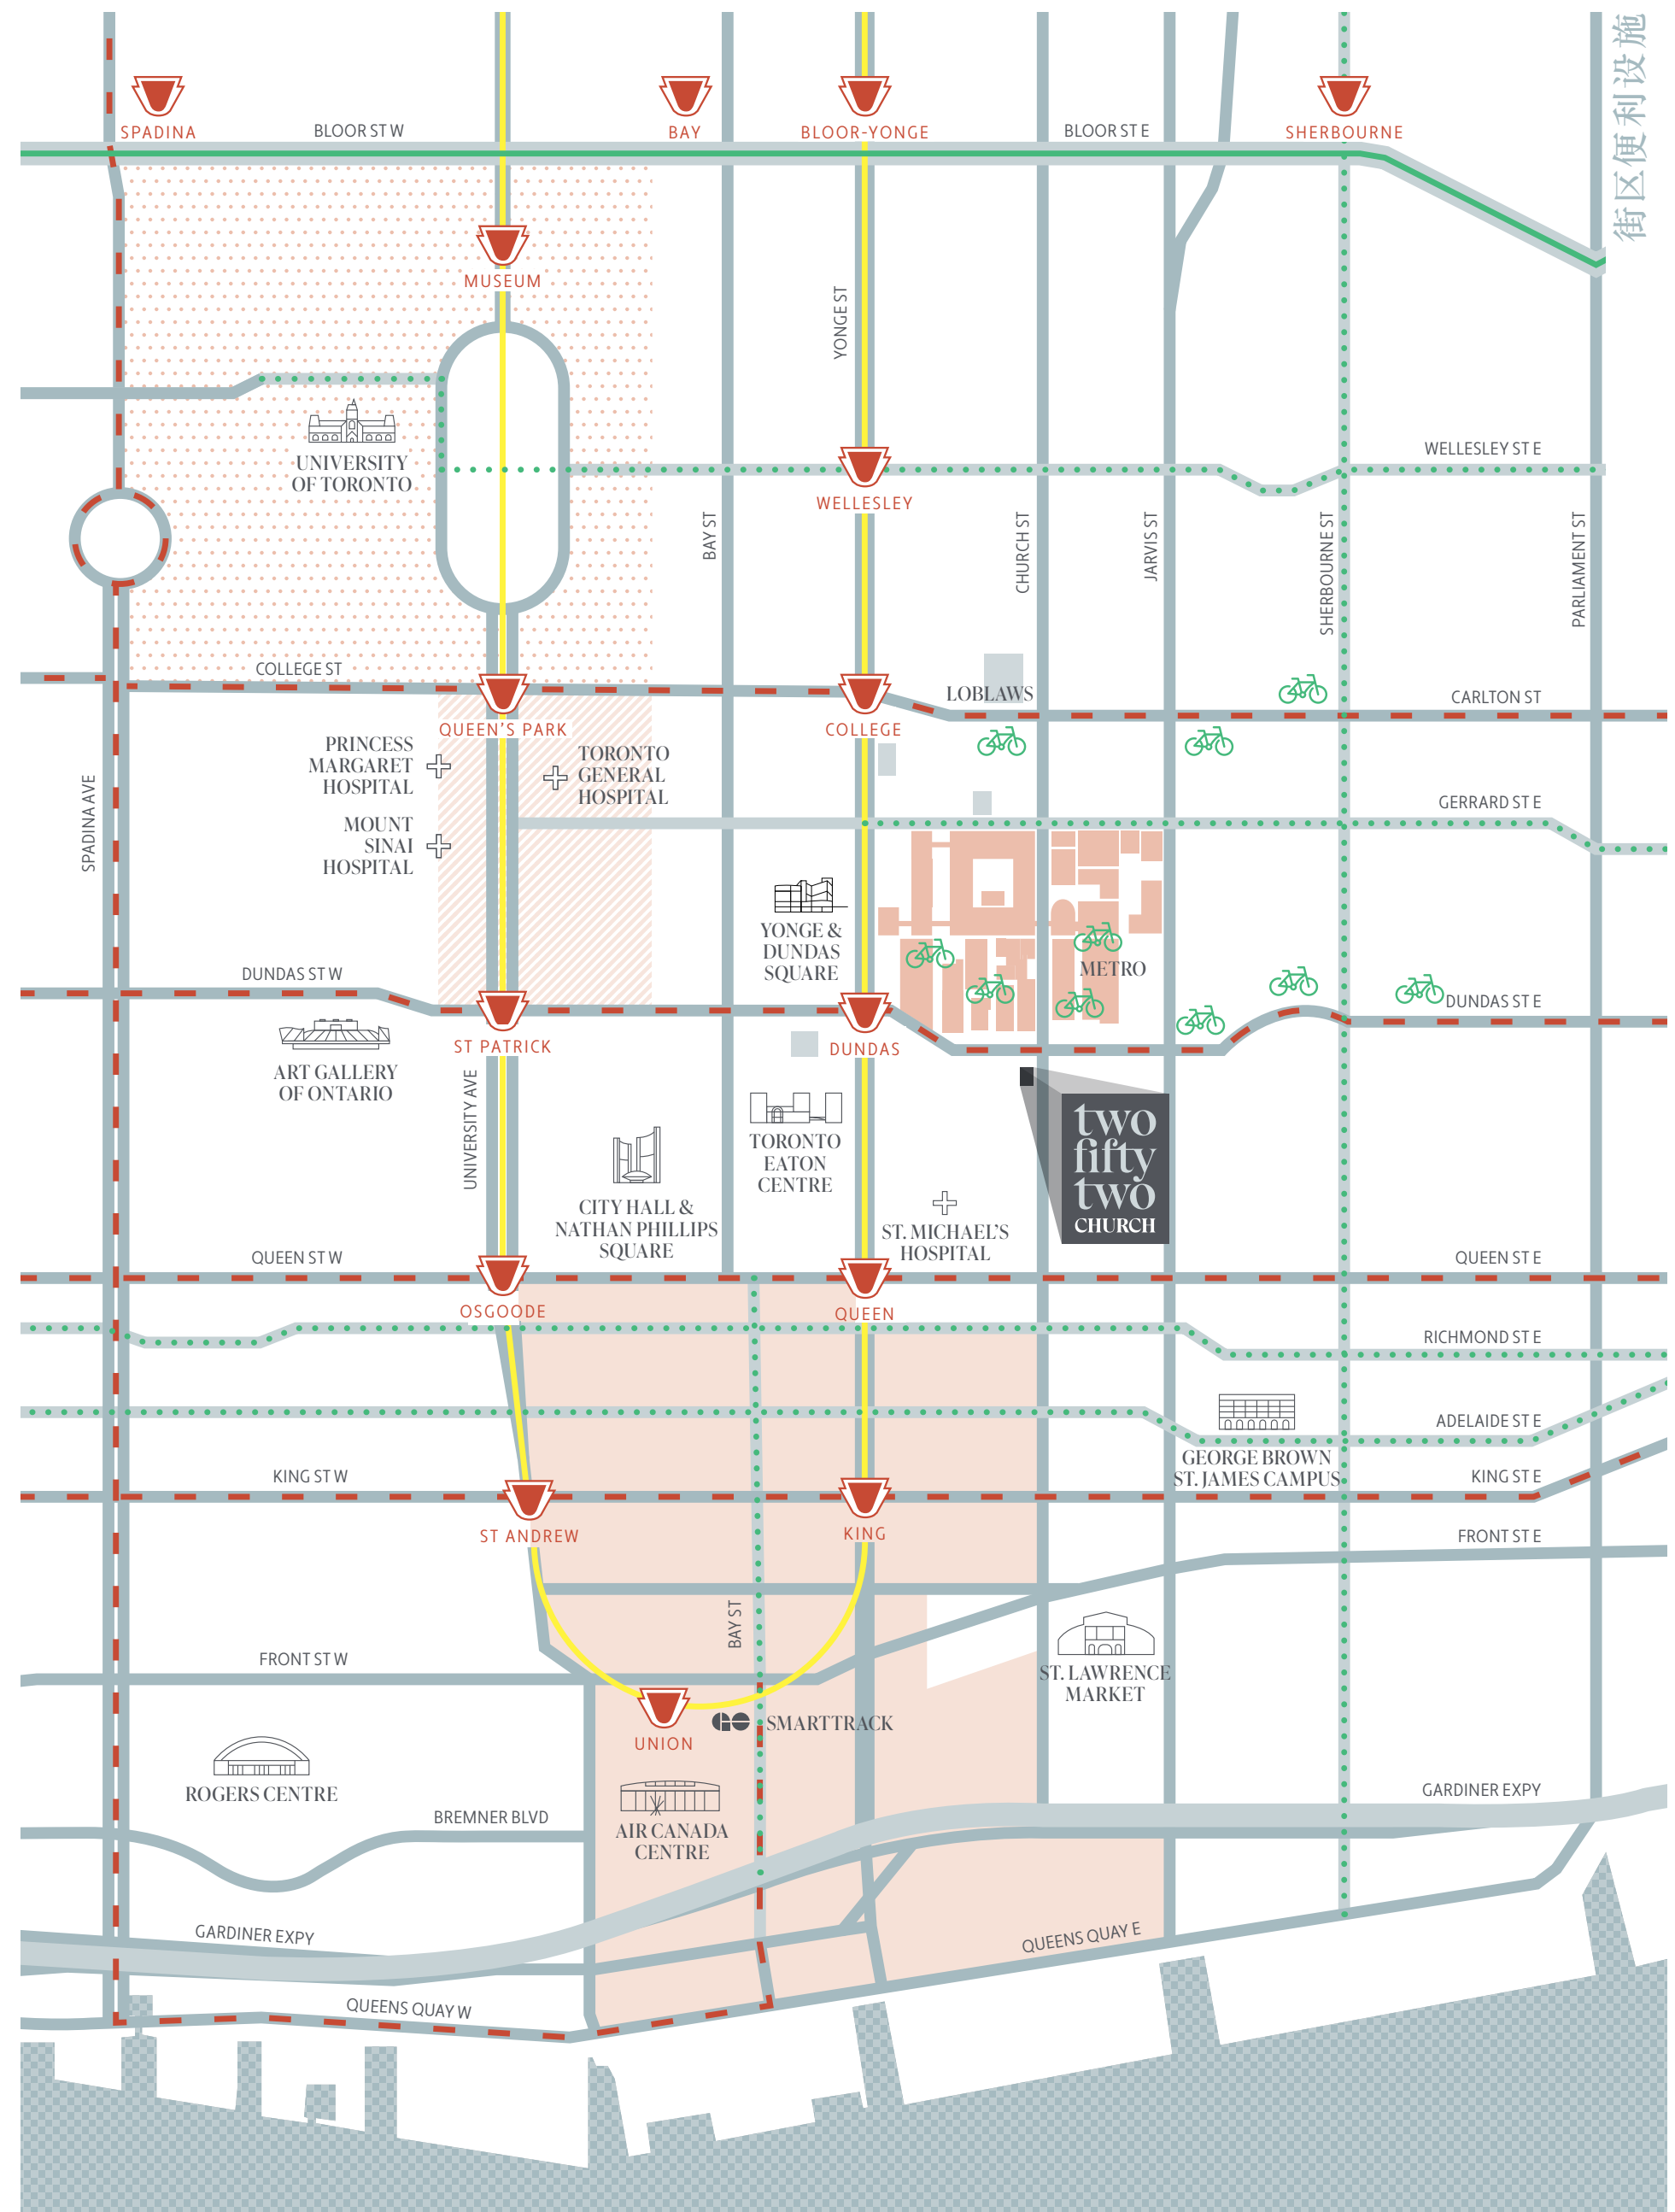 街区便利设施
SPADINA
BLOOR ST W
BAY
BLOOR-YONGE
BLOOR ST E
SHERBOURNE
MUSEUM
YONGE ST
UNIVERSITY
OF TORONTO
WELLESLEY ST E
WELLESLEY
BAY ST
CHURCH ST
JARVIS ST
SHERBOURNE ST
PARLIAMENT ST
COLLEGE ST
LOBLAWS
CARLTON ST
QUEEN'S PARK
COLLEGE
PRINCESS
MARGARET
HOSPITAL
TORONTO
GENERAL
HOSPITAL
SPADINA AVE
GERRARD ST E
MOUNT
SINAI
HOSPITAL
YONGE &
DUNDAS
SQUARE
METRO
DUNDAS ST W
DUNDAS ST E
ST PATRICK
DUNDAS
ART GALLERY
OF ONTARIO
UNIVERSITY AVE
TORONTO
EATON
CENTRE
two
fifty
two
CHURCH
CITY HALL &
NATHAN PHILLIPS
SQUARE
ST. MICHAEL'S
HOSPITAL
QUEEN ST W
QUEEN ST E
OSGOODE
QUEEN
RICHMOND ST E
ADELAIDE ST E
GEORGE BROWN
ST. JAMES CAMPUS
KING ST W
KING ST E
ST ANDREW
KING
FRONT ST E
BAY ST
FRONT ST W
ST. LAWRENCE
MARKET
SMARTTRACK
UNION
ROGERS CENTRE
GARDINER EXPY
BREMNER BLVD
AIR CANADA
CENTRE
GARDINER EXPY
QUEENS QUAY E
QUEENS QUAY W